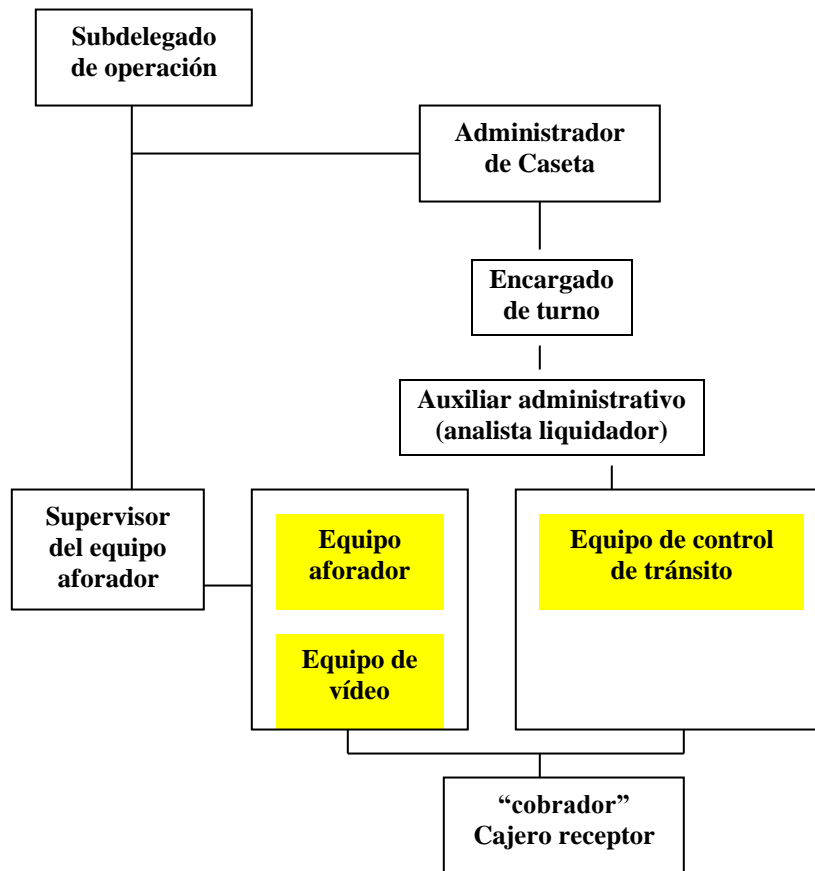 Subdelegado
de operación
Administrador
de Caseta
Encargado
de turno
Auxiliar administrativo
(analista liquidador)
Supervisor
del equipo
aforador
Equipo
aforador
Equipo de
vídeo
Equipo de control
de tránsito
“cobrador”
Cajero receptor